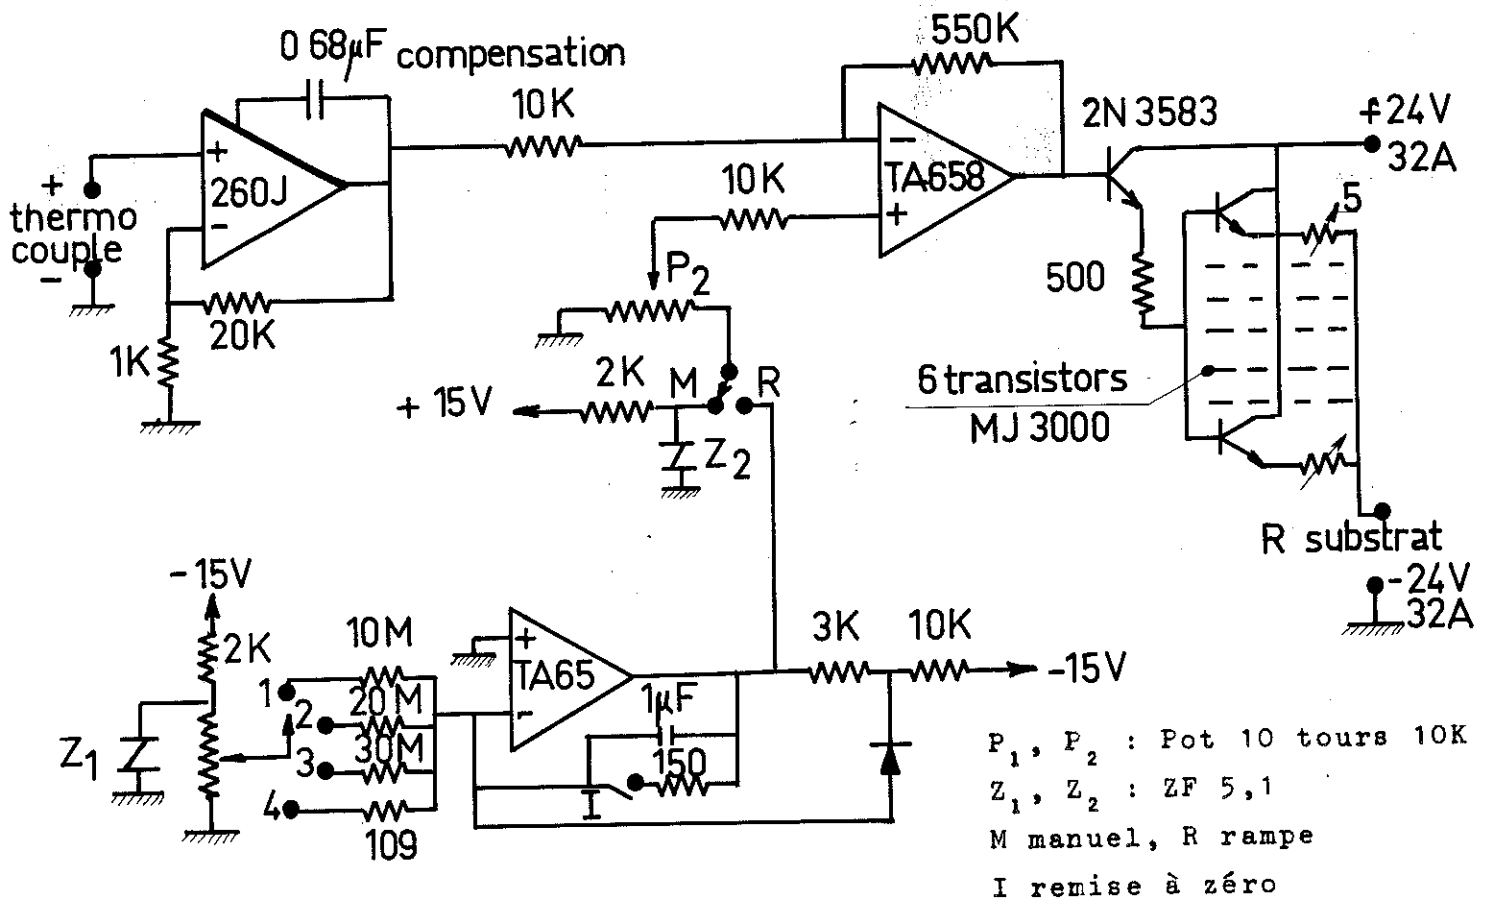 0 68µF compensation
550K
10K
2N 3583
+24V
32A
+
260J
-
+
thermo
couple
-
10K
-
TA658
+
5
P2
500
20K
1K
2K
M
R
+ 15V
Z2
6 transistors
MJ 3000
R substrat
-24V
32A
-15V
2K
10M
+
TA65
-
3K
10K
-15V
1
20M
1µF
2
30M
150
3
Z1
4
109
P1, P2 : Pot 10 tours 10K
Z1, Z2 : ZF 5,1
M manuel, R rampe
I remise à zéro